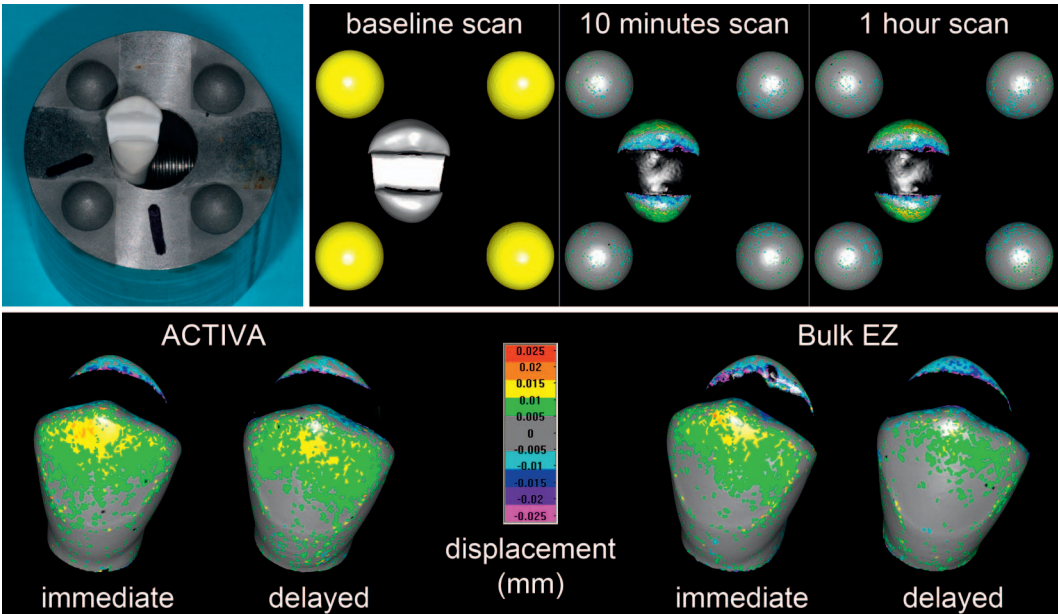 baseline scan
10 minutes scan
1 hour scan
ACTIVA
Bulk EZ
0.025
0.02
0.015
0.01
0.005
0
-0.005
-0.01
-0.015
-0.02
-0.025
displacement
(mm)
immediate
delayed
immediate
delayed